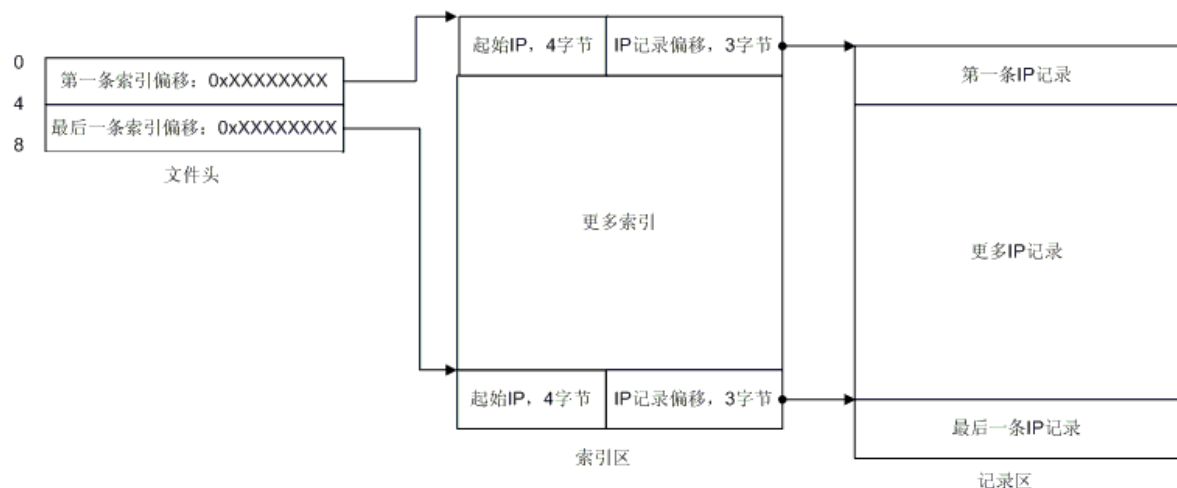 0
第一条索引偏移：0xXXXXXXXX
4
最后一条索引偏移：0xXXXXXXXX
8
文件头
起始IP，4字节
IP记录偏移，3字节
更多索引
起始IP，4字节
IP记录偏移，3字节
索引区
第一条IP记录
更多IP记录
最后一条IP记录
记录区